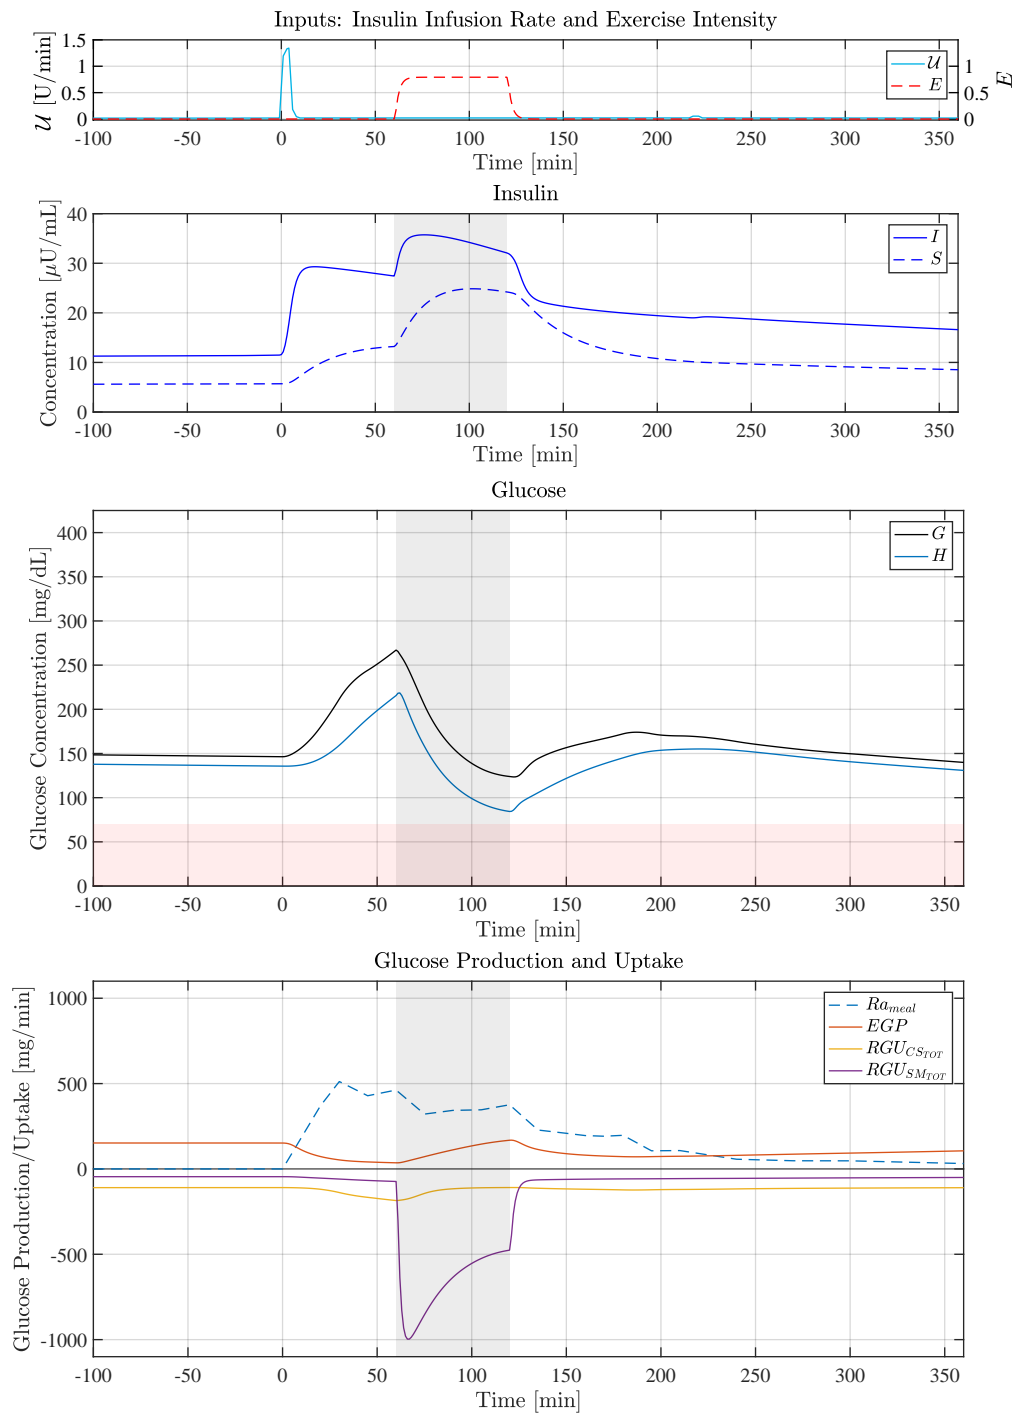 Inputs: Insulin Infusion Rate and Exercise Intensity
𝒰 [U/min]
1.5
1
0.5
0
1
0.5
0
E
𝒰
E
-100 -50 0 50 100 150 200 250 300 350
Time [min]
Insulin
Concentration [μU/mL]
40
30
20
10
0
I
S
-100 -50 0 50 100 150 200 250 300 350
Time [min]
Glucose
Glucose Concentration [mg/dL]
400
350
300
250
200
150
100
50
0
G
H
-100 -50 0 50 100 150 200 250 300 350
Time [min]
Glucose Production and Uptake
Glucose Production/Uptake [mg/min]
1000
500
0
-500
-1000
Ra_meal
EGP
RGU_CS_TOT
RGU_SM_TOT
-100 -50 0 50 100 150 200 250 300 350
Time [min]